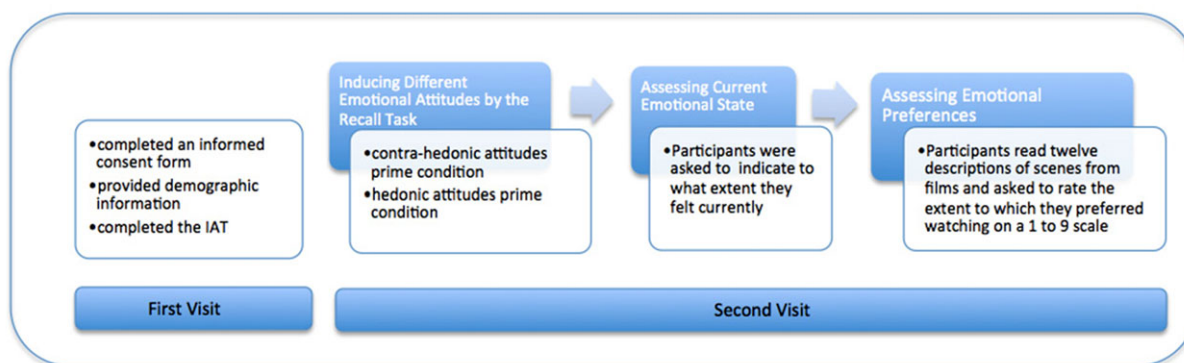 •completed an informed
consent form
•provided demographic
information
•completed the IAT
First Visit
Inducing Different
Emotional Attitudes by the
Recall Task
•contra-hedonic attitudes
prime condition
•hedonic attitudes prime
condition
Assessing Current
Emotional State
•Participants were
asked to indicate to
what extent they
felt currently
Assessing Emotional
Preferences
•Participants read twelve
descriptions of scenes from
films and asked to rate the
extent to which they preferred
watching on a 1 to 9 scale
Second Visit